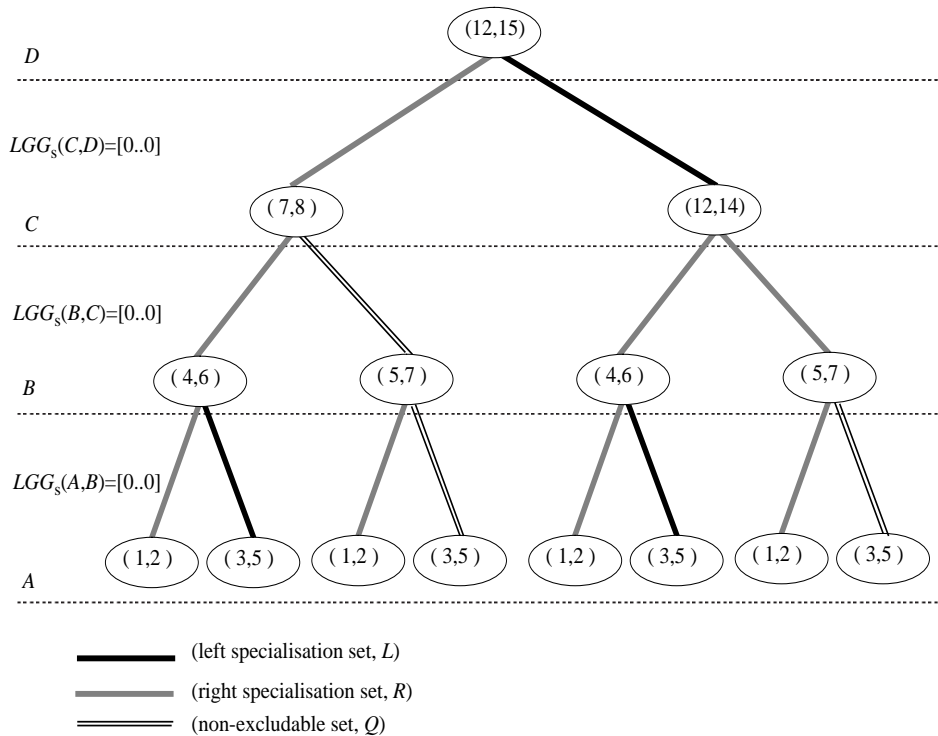 (12,15)
D
LGGs(C,D)=[0..0]
( 7,8 ) (12,14)
C
LGGs(B,C)=[0..0]
( 4,6 ) ( 5,7 ) ( 4,6 ) ( 5,7 )
B
LGGs(A,B)=[0..0]
( 1,2 ) ( 3,5 ) ( 1,2 ) ( 3,5 ) ( 1,2 ) ( 3,5 ) ( 1,2 ) ( 3,5 )
A
(left specialisation set, L)
(right specialisation set, R)
(non-excludable set, Q)